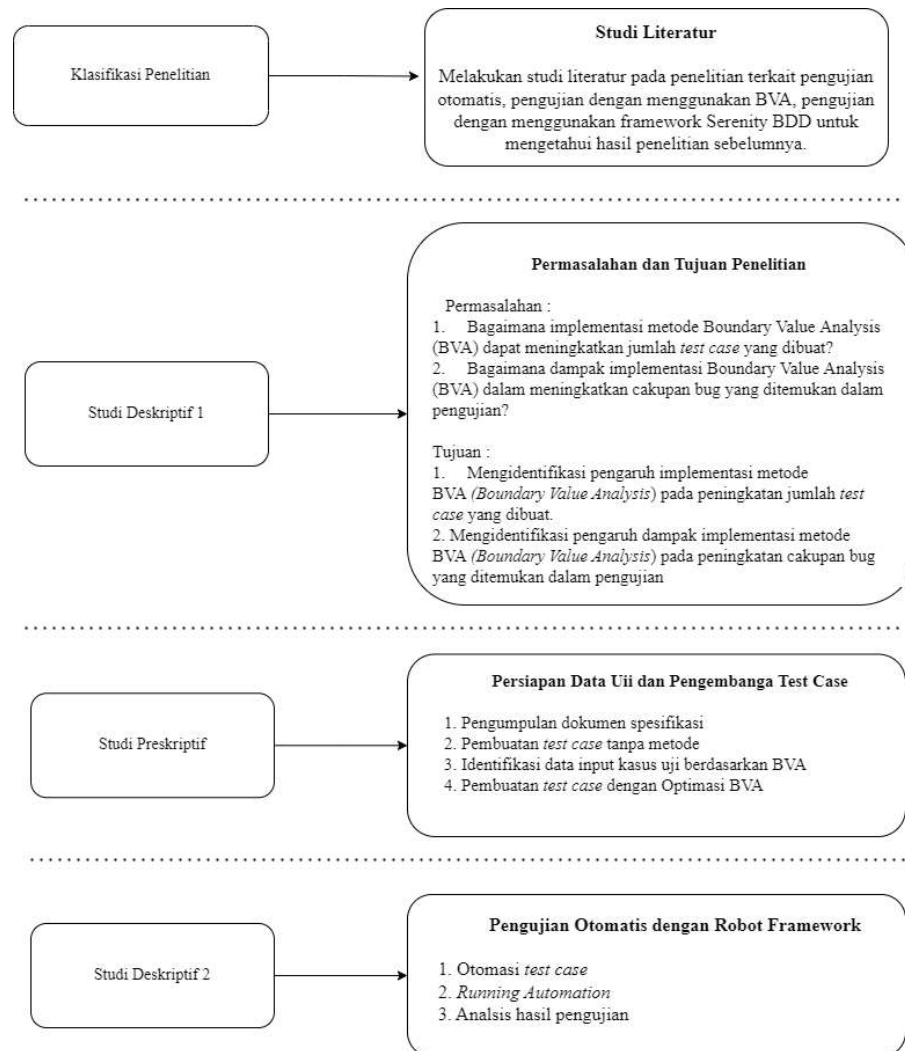 Klasifikasi Penelitian
Studi Literatur
Melakukan studi literatur pada penelitian terkait pengujian
otomatis, pengujian dengan menggunakan BVA, pengujian
dengan menggunakan framework Serenity BDD untuk
mengetahui hasil penelitian sebelumnya.
Studi Deskriptif 1
Permasalahan dan Tujuan Penelitian
Permasalahan :
1. Bagaimana implementasi metode Boundary Value Analysis
(BVA) dapat meningkatkan jumlah test case yang dibuat?
2. Bagaimana dampak implementasi Boundary Value Analysis
(BVA) dalam meningkatkan cakupan bug yang ditemukan dalam
pengujian?
Tujuan :
1. Mengidentifikasi pengaruh implementasi metode
BVA (Boundary Value Analysis) pada peningkatan jumlah test
case yang dibuat.
2. Mengidentifikasi pengaruh dampak implementasi metode
BVA (Boundary Value Analysis) pada peningkatan cakupan bug
yang ditemukan dalam pengujian
Studi Preskriptif
Persiapan Data Uii dan Pengembanga Test Case
1. Pengumpulan dokumen spesifikasi
2. Pembuatan test case tanpa metode
3. Identifikasi data input kasus uji berdasarkan BVA
4. Pembuatan test case dengan Optimasi BVA
Studi Deskriptif 2
Pengujian Otomatis dengan Robot Framework
1. Otomasi test case
2. Running Automation
3. Analsis hasil pengujian